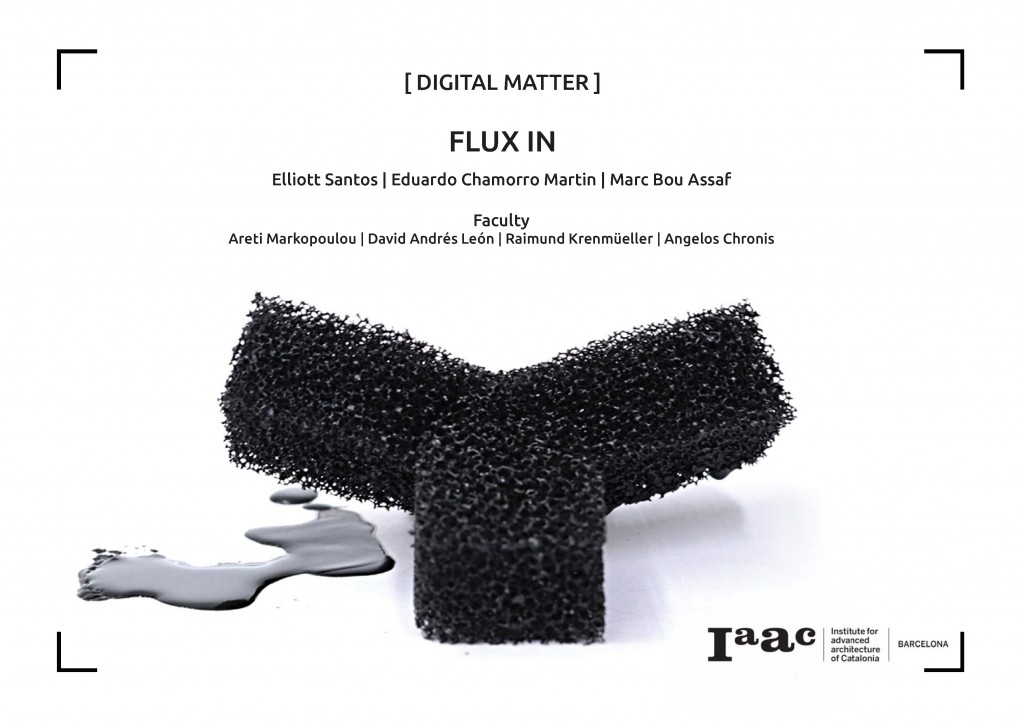 [ DIGITAL MATTER ]
FLUX IN
Elliott Santos | Eduardo Chamorro Martin | Marc Bou Assaf
Faculty
Areti Markopoulou | David Andrés León | Raimund Krenmüeller | Angelos Chronis
Iaac
Institute for
advanced
architecture
of Catalonia
BARCELONA